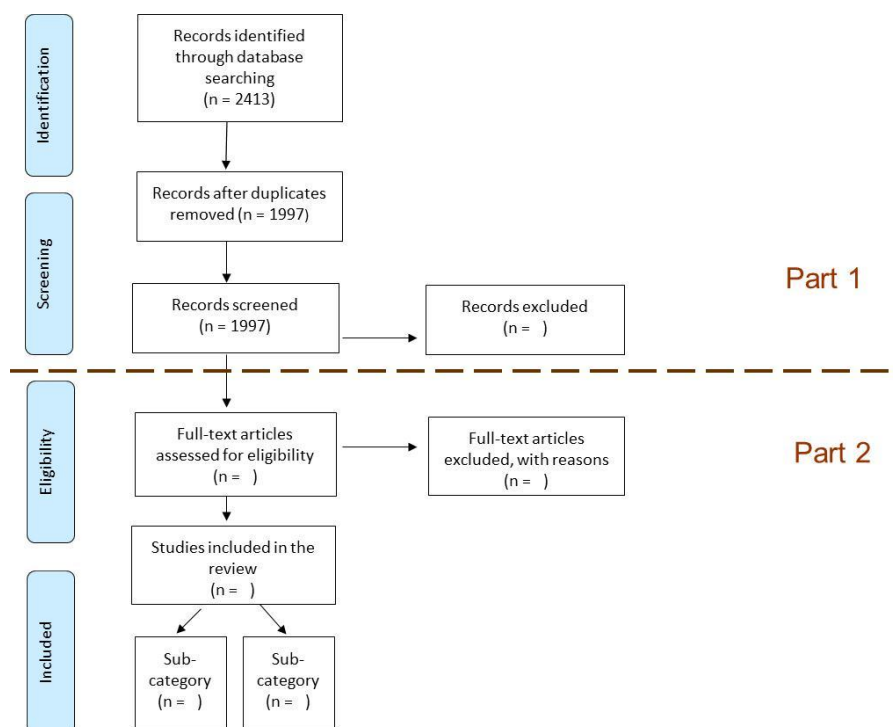 Identification
Records identified
through database
searching
(n = 2413)
Records after duplicates
removed (n = 1997)
Screening
Records screened
(n = 1997)
Records excluded
(n =   )
Part 1
Eligibility
Full-text articles
assessed for eligibility
(n =   )
Full-text articles
excluded, with reasons
(n =   )
Part 2
Studies included in the
review
(n =   )
Included
Sub-
category
(n =   )
Sub-
category
(n =   )